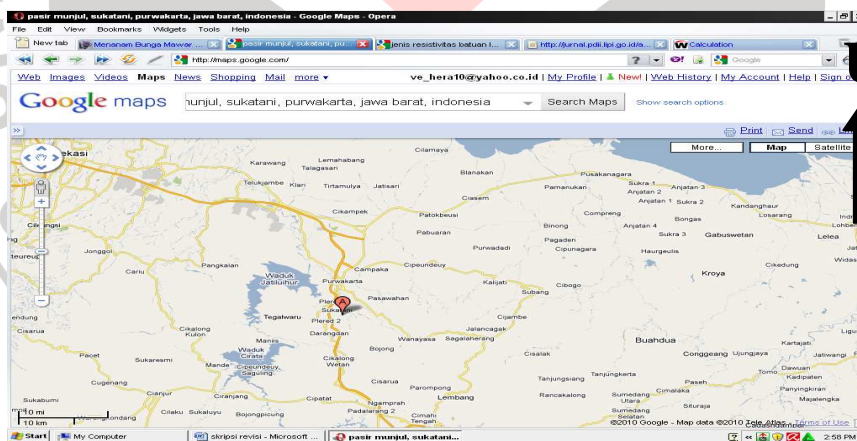 pasir munjul, sukatani, purwakarta, jawa barat, indonesia - Google Maps - Opera
File Edit View Bookmarks Widgets Tools Help
New tab Menanam Bunga Mawar ... pasir munjul, sukatani, pu... jenis resistivitas batuan l... http://jurnal.pdii.lipi.go.id/a... Calculation
http://maps.google.com/ Google
Web Images Videos Maps News Shopping Mail more ve_hera10@yahoo.co.id | My Profile | New! | Web History | My Account | Help | Sign o
Google maps nunjul, sukatani, purwakarta, jawa barat, indonesia Search Maps Show search options
Print Send
More... Map Satellite
Cilamaya
ekasi
Karawang Lemahabang
Talagasari Blanakan Pusakanagara
Telukjambe Klari Tirtamulya Jatisari Pamanukan Sukra 1 Anjatan 3
Anjatan 2
Ciasem Anjatan 1 Sukra 2 Kandanghaur
Cikampek Patokbeusi Compreng Bongas Losarang
Binong Anjatan 4
Pabuaran Pagaden Sukra 3 Gabuswetan Lelea
Jonggol Purwadadi Cipunagara Haurgeulis
Cariu Pangkalan Campaka Cipeundeuy Cikedung
Waduk Jatiluhur Purwakarta Kalijati Cibogo Kroya
Subang
Plered Sukatani A Pasawahan
Tegalwaru Plered 2 Cijambe
Cisarua Cikalong Kulon Darangdan Jalancagak
Maniis Wanayasa Sagalaherang Buahdua
Pacet Waduk Cirata Bojong Cisalak Conggeang Ujungjaya Kertajati
Sukaresmi Mande Cipeundeuy Saguling Cikalong Wetan Jatiwangi
Cugenang Cisarua Parompong Tanjungsiang Tanjungkerta Tomo Dawuan Kadipaten
Paseh
Cianjur Ciranjang Cipatat Lembang Rancakalong Sumedang Utara Cimalaka Panyingkiran
Sukabumi Ngamprah Majalengka
10 mi Cilaku Sukaluyu Bojongpicung Padalarang 2 Cimahi Tengah Sumedang Selatan Situraja
10 km ©2010 Google - Map data ©2010 Tele Atlas - Terms of Use
Start My Computer skripsi revisi - Microsoft ... pasir munjul, sukatani... 2:58 PM